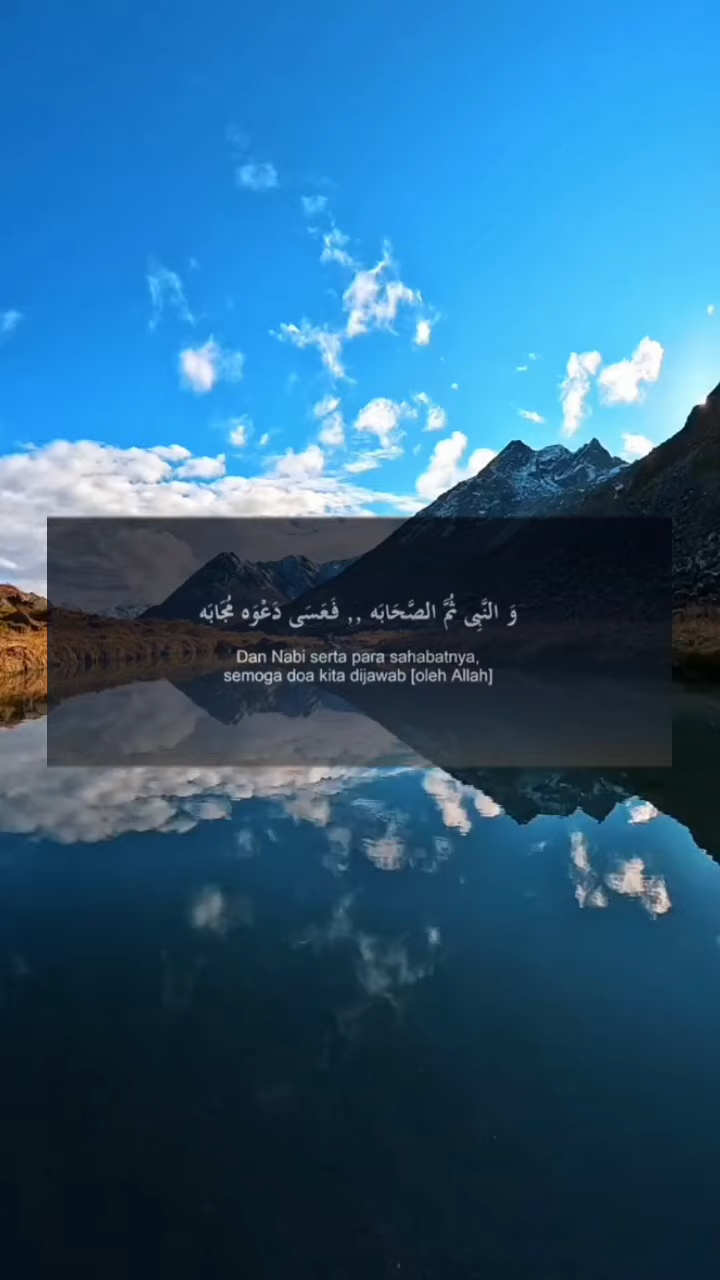 وَ النَّبِى ثُمَّ الصَّحَابَه ,, فَعَسَى دَعْوَه مُجَابَه
Dan Nabi serta para sahabatnya,
semoga doa kita dijawab [oleh Allah]